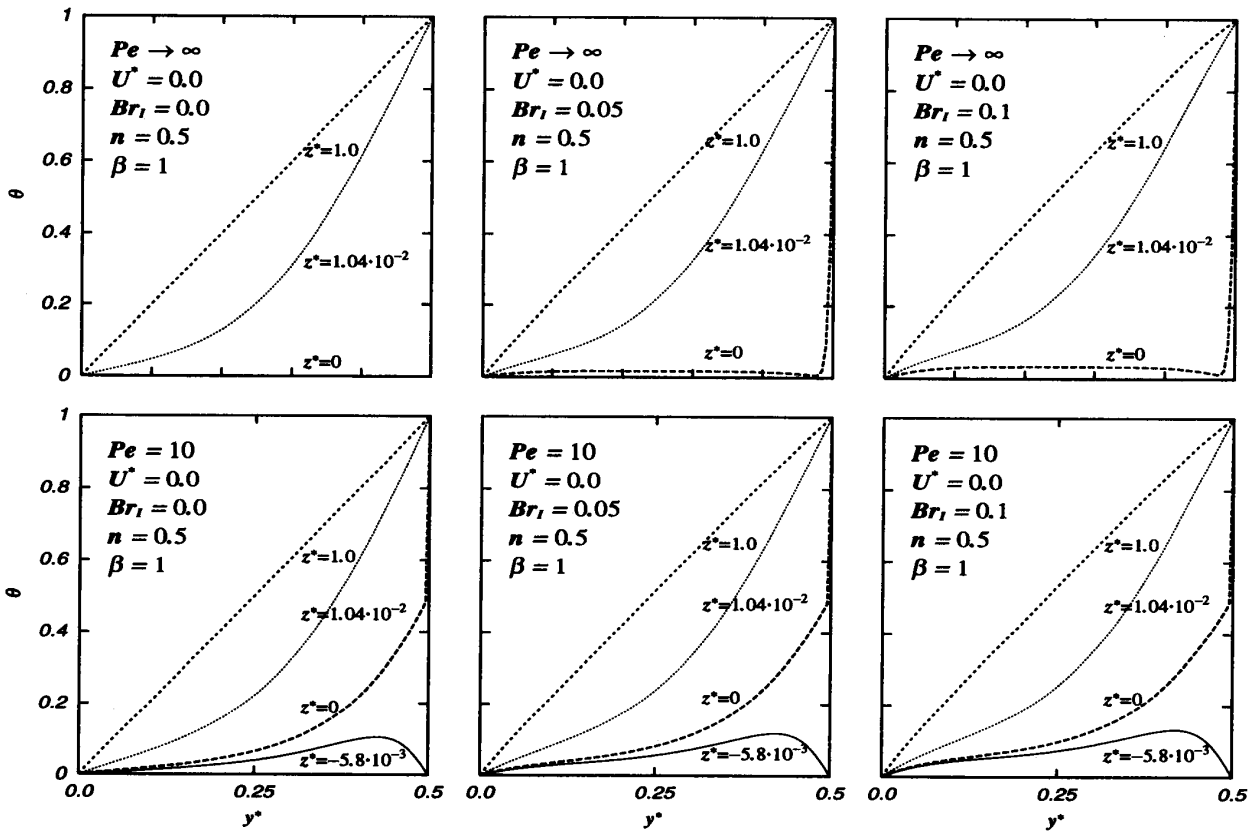 1
0.8
0.6
0.4
0.2
0
θ
Pe → ∞
U* = 0.0
Br_I = 0.0
n = 0.5
β = 1
z*=1.0
z*=1.04·10⁻²
z*=0
Pe → ∞
U* = 0.0
Br_I = 0.05
n = 0.5
β = 1
z*=1.0
z*=1.04·10⁻²
z*=0
Pe → ∞
U* = 0.0
Br_I = 0.1
n = 0.5
β = 1
z*=1.0
z*=1.04·10⁻²
z*=0
1
0.8
0.6
0.4
0.2
0
θ
Pe = 10
U* = 0.0
Br_I = 0.0
n = 0.5
β = 1
z*=1.0
z*=1.04·10⁻²
z*=0
z*=−5.8·10⁻³
0.0 0.25 0.5
y*
Pe = 10
U* = 0.0
Br_I = 0.05
n = 0.5
β = 1
z*=1.0
z*=1.04·10⁻²
z*=0
z*=−5.8·10⁻³
0.0 0.25 0.5
y*
Pe = 10
U* = 0.0
Br_I = 0.1
n = 0.5
β = 1
z*=1.0
z*=1.04·10⁻²
z*=0
z*=−5.8·10⁻³
0.0 0.25 0.5
y*